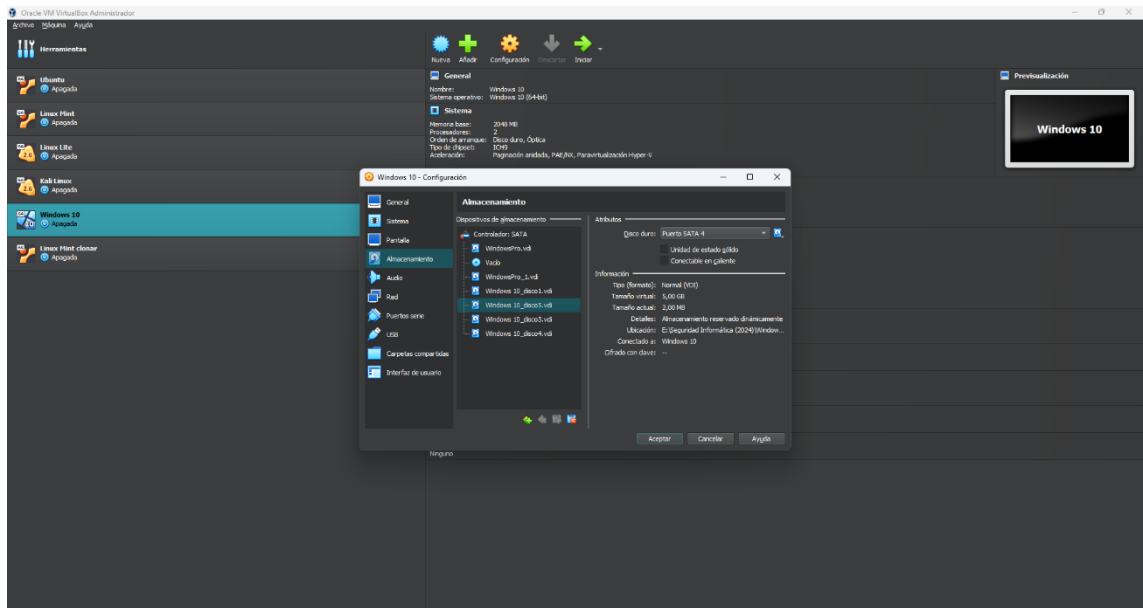 Oracle VM VirtualBox Administrador
Archivo Máquina Ayuda
Herramientas
Nueva Añadir Configuración Descartar Iniciar
Ubuntu
Apagada
Linux Mint
Apagada
Linux Lite
Apagada
Kali Linux
Apagada
Windows 10
Apagada
Linux Mint clonar
Apagada
General
Nombre: Windows 10
Sistema operativo: Windows 10 (64-bit)
Sistema
Memoria base: 2048 MB
Procesadores: 2
Orden de arranque: Disco duro, Óptica
Tipo de chipset: ICH9
Aceleración: Paginación anidada, PAE/NX, Paravirtualización Hyper-V
Previsualización
Windows 10
Windows 10 - Configuración
General
Sistema
Pantalla
Almacenamiento
Audio
Red
Puertos serie
USB
Carpetas compartidas
Interfaz de usuario
Almacenamiento
Dispositivos de almacenamiento
Controlador: SATA
WindowsPro.vdi
Vacío
WindowsPro_1.vdi
Windows 10_disco1.vdi
Windows 10_disco5.vdi
Windows 10_disco3.vdi
Windows 10_disco4.vdi
Atributos
Disco duro: Puerto SATA 4
Unidad de estado sólido
Conectable en caliente
Información
Tipo (formato): Normal (VDI)
Tamaño virtual: 5,00 GB
Tamaño actual: 2,00 MB
Detalles: Almacenamiento reservado dinámicamente
Ubicación: E:\Seguridad Informática (2024)\Window...
Conectado a: Windows 10
Cifrado con clave: --
Aceptar Cancelar Ayuda
Ninguno